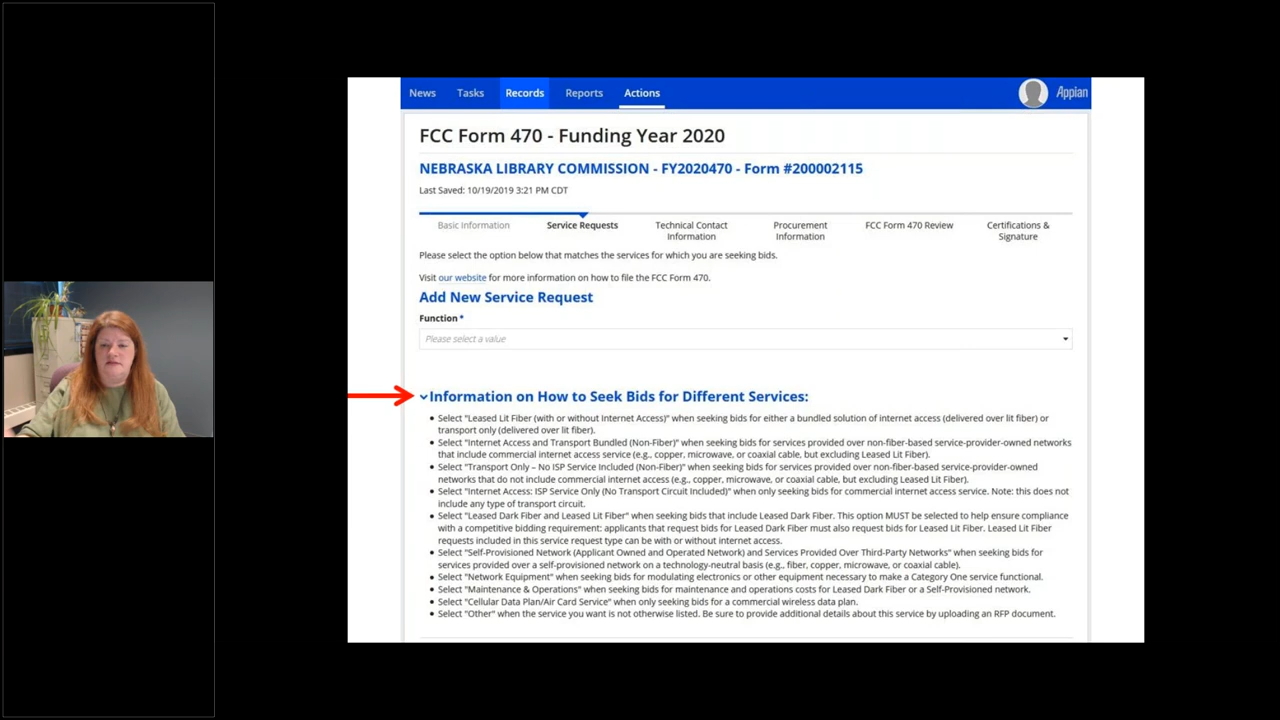 News Tasks Records Reports Actions Appian
FCC Form 470 - Funding Year 2020
NEBRASKA LIBRARY COMMISSION - FY2020470 - Form #200002115
Last Saved: 10/19/2019 3:21 PM CDT
Basic Information
Service Requests
Technical Contact
Information
Procurement
Information
FCC Form 470 Review
Certifications &
Signature
Please select the option below that matches the services for which you are seeking bids.
Visit our website for more information on how to file the FCC Form 470.
Add New Service Request
Function *
Please select a value
Information on How to Seek Bids for Different Services:
• Select "Leased Lit Fiber (with or without Internet Access)" when seeking bids for either a bundled solution of internet access (delivered over lit fiber) or
transport only (delivered over lit fiber).
• Select "Internet Access and Transport Bundled (Non-Fiber)" when seeking bids for services provided over non-fiber-based service-provider-owned networks
that include commercial internet access service (e.g., copper, microwave, or coaxial cable, but excluding Leased Lit Fiber).
• Select "Transport Only – No ISP Service Included (Non-Fiber)" when seeking bids for services provided over non-fiber-based service-provider-owned
networks that do not include commercial internet access (e.g., copper, microwave, or coaxial cable, but excluding Leased Lit Fiber).
• Select "Internet Access: ISP Service Only (No Transport Circuit Included)" when only seeking bids for commercial internet access service. Note: this does not
include any type of transport circuit.
• Select "Leased Dark Fiber and Leased Lit Fiber" when seeking bids that include Leased Dark Fiber. This option MUST be selected to help ensure compliance
with a competitive bidding requirement: applicants that request bids for Leased Dark Fiber must also request bids for Leased Lit Fiber. Leased Lit Fiber
requests included in this service request type can be with or without internet access.
• Select "Self-Provisioned Network (Applicant Owned and Operated Network) and Services Provided Over Third-Party Networks" when seeking bids for
services provided over a self-provisioned network on a technology-neutral basis (e.g., fiber, copper, microwave, or coaxial cable).
• Select "Network Equipment" when seeking bids for modulating electronics or other equipment necessary to make a Category One service functional.
• Select "Maintenance & Operations" when seeking bids for maintenance and operations costs for Leased Dark Fiber or a Self-Provisioned network.
• Select "Cellular Data Plan/Air Card Service" when only seeking bids for a commercial wireless data plan.
• Select "Other" when the service you want is not otherwise listed. Be sure to provide additional details about this service by uploading an RFP document.